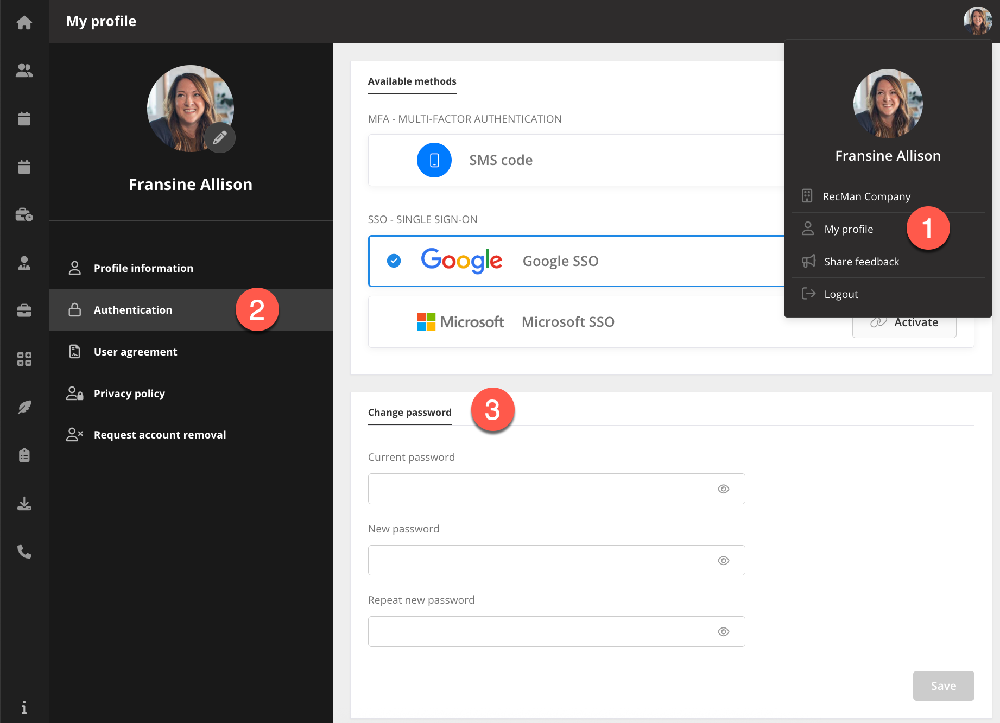 My profile
Fransine Allison
Profile information
Authentication
2
User agreement
Privacy policy
Request account removal
Available methods
MFA - MULTI-FACTOR AUTHENTICATION
SMS code
SSO - SINGLE SIGN-ON
Google Google SSO
Microsoft Microsoft SSO
Activate
Fransine Allison
RecMan Company
My profile
1
Share feedback
Logout
Change password
3
Current password
New password
Repeat new password
Save